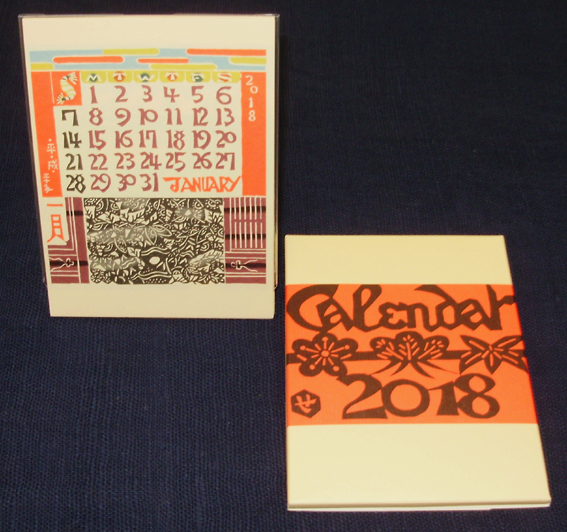 2018
S M T W T F S
1 2 3 4 5 6
7 8 9 10 11 12 13
14 15 16 17 18 19 20
21 22 23 24 25 26 27
28 29 30 31 JANUARY
一月
Calendar
2018
せ